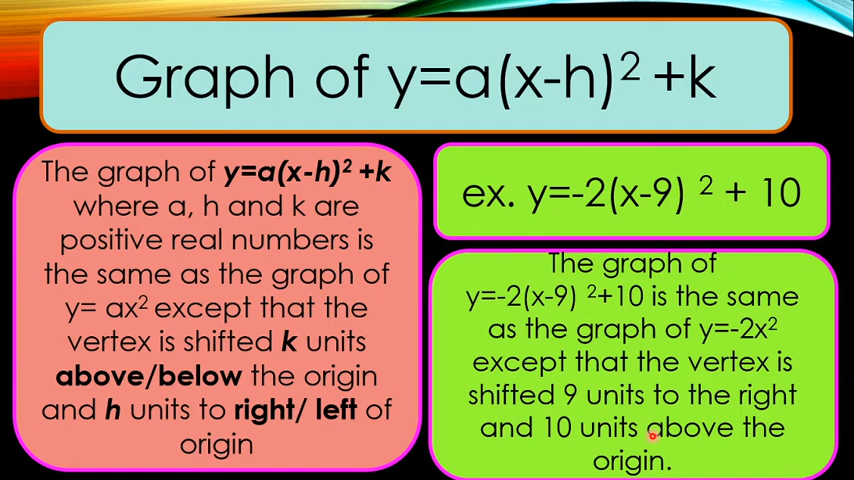 Graph of y=a(x-h)² +k
The graph of y=a(x-h)² +k
where a, h and k are
positive real numbers is
the same as the graph of
y= ax² except that the
vertex is shifted k units
above/below the origin
and h units to right/ left of
origin
ex. y=-2(x-9) ² + 10
The graph of
y=-2(x-9) ²+10 is the same
as the graph of y=-2x²
except that the vertex is
shifted 9 units to the right
and 10 units above the
origin.